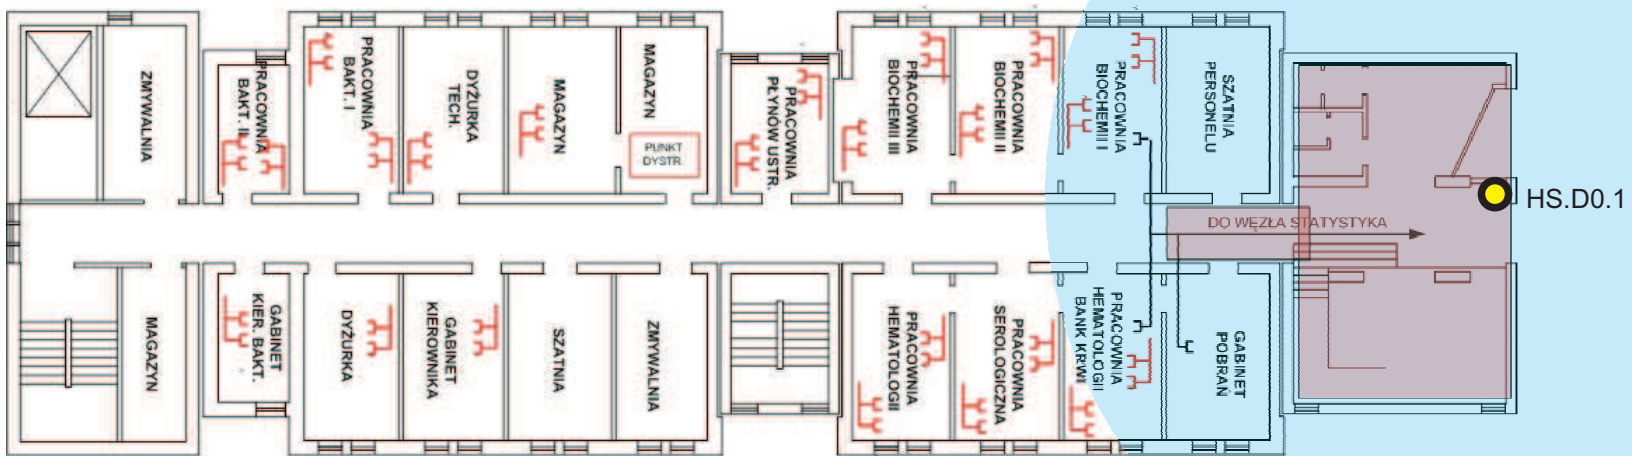 ZMYWALNIA
PRACOWNIA
BAKT. II
PRACOWNIA
BAKT. I
DYŻURKA
TECH.
MAGAZYN
MAGAZYN
PUNKT
DYSTR.
PRACOWNIA
PŁYNÓW USTR.
PRACOWNIA
BIOCHEMII III
PRACOWNIA
BIOCHEMII II
PRACOWNIA
BIOCHEMII I
SZATNIA
PERSONELU
HS.D0.1
DO WĘZŁA STATYSTYKA
MAGAZYN
GABINET
KIER. BAKT.
DYŻURKA
GABINET
KIEROWNIKA
SZATNIA
ZMYWALNIA
PRACOWNIA
HEMATOLOGII
PRACOWNIA
SEROLOGICZNA
PRACOWNIA
HEMATOLOGII
BANK KRWI
GABINET
POBRAŃ